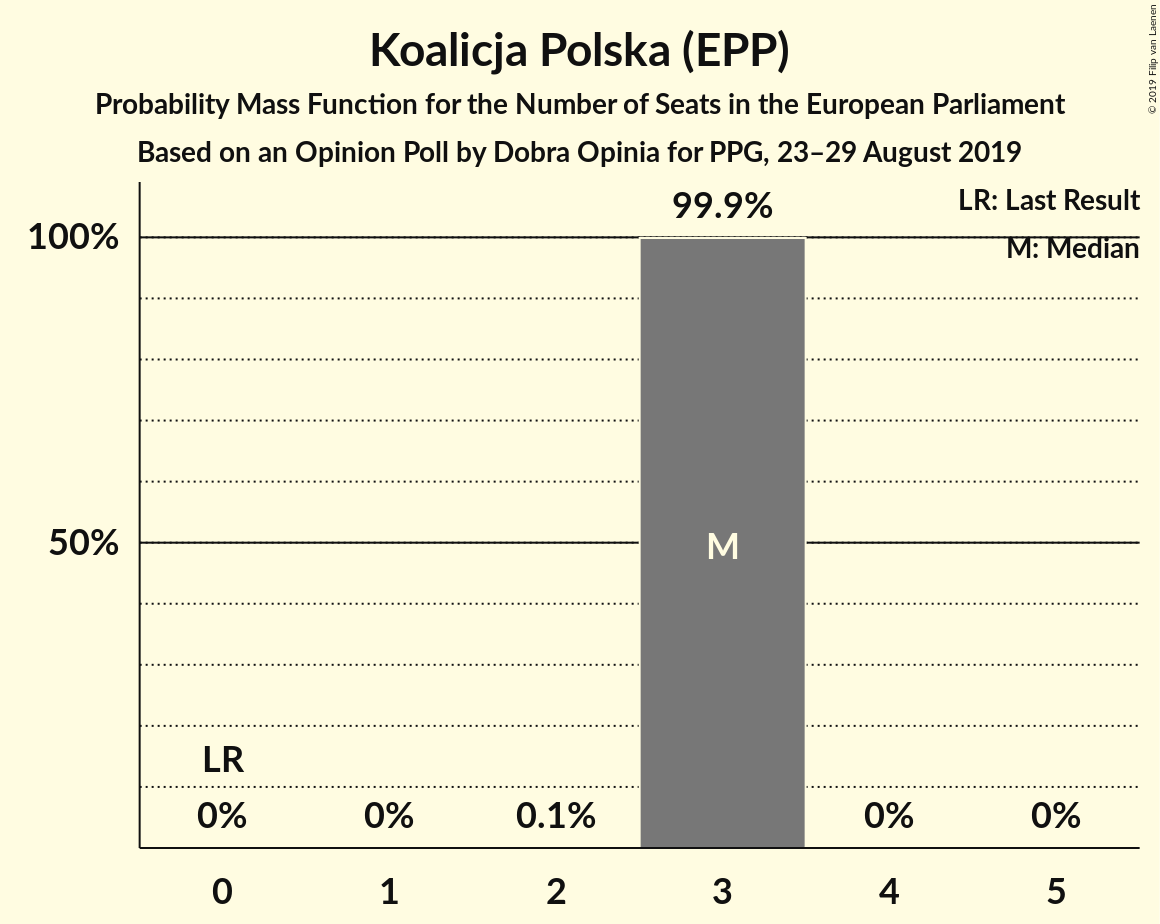 Koalicja Polska (EPP)
Probability Mass Function for the Number of Seats in the European Parliament
Based on an Opinion Poll by Dobra Opinia for PPG, 23–29 August 2019
© 2019 Filip van Laenen
LR: Last Result
M: Median
99.9%
100%
50%
M
LR
0% 0% 0.1% 0% 0%
0 1 2 3 4 5